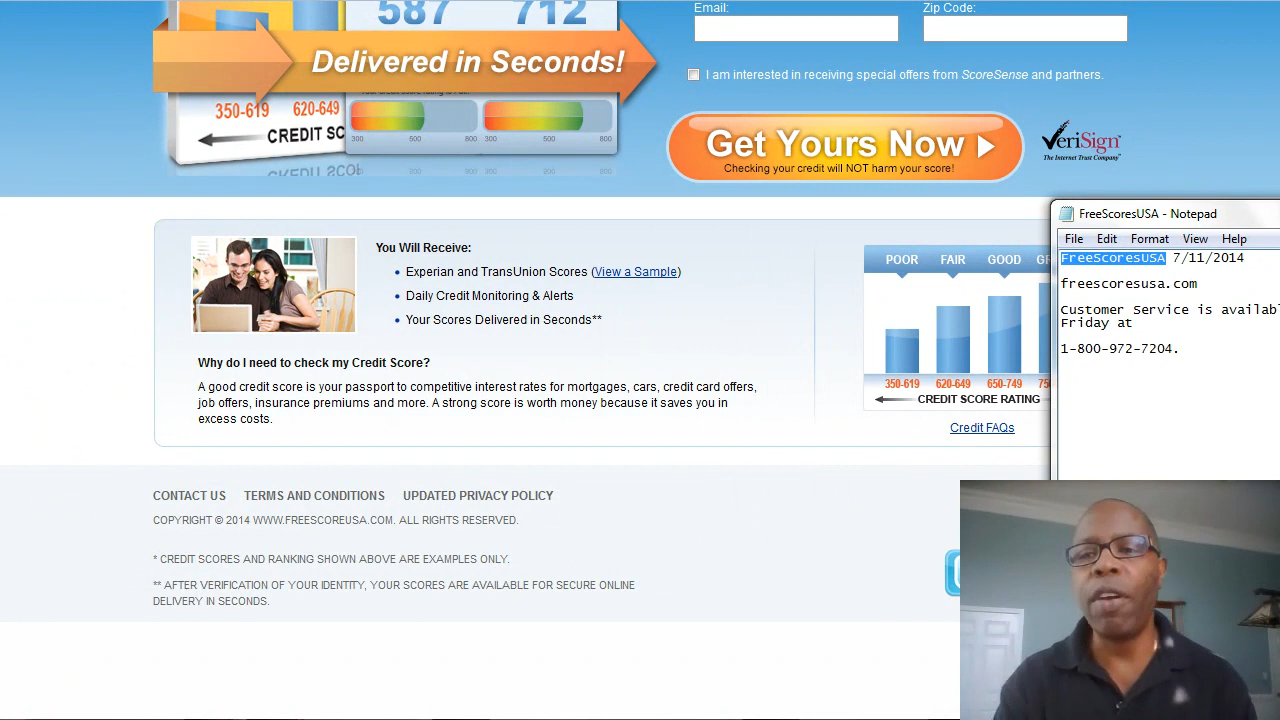 587 712
Email: Zip Code:
Delivered in Seconds!
I am interested in receiving special offers from ScoreSense and partners.
350-619 620-649
300 500 800 300 500 800
CREDIT SC
Get Yours Now
Checking your credit will NOT harm your score!
VeriSign
The Internet Trust Company
FreeScoresUSA - Notepad
File Edit Format View Help
FreeScoresUSA 7/11/2014
freescoresusa.com
Customer Service is availab
Friday at
1-800-972-7204.
You Will Receive:
Experian and TransUnion Scores (View a Sample)
Daily Credit Monitoring & Alerts
Your Scores Delivered in Seconds**
Why do I need to check my Credit Score?
A good credit score is your passport to competitive interest rates for mortgages, cars, credit card offers,
job offers, insurance premiums and more. A strong score is worth money because it saves you in
excess costs.
POOR FAIR GOOD GR
350-619 620-649 650-749 75
CREDIT SCORE RATING
Credit FAQs
CONTACT US TERMS AND CONDITIONS UPDATED PRIVACY POLICY
COPYRIGHT © 2014 WWW.FREESCOREUSA.COM. ALL RIGHTS RESERVED.
* CREDIT SCORES AND RANKING SHOWN ABOVE ARE EXAMPLES ONLY.
** AFTER VERIFICATION OF YOUR IDENTITY, YOUR SCORES ARE AVAILABLE FOR SECURE ONLINE
DELIVERY IN SECONDS.